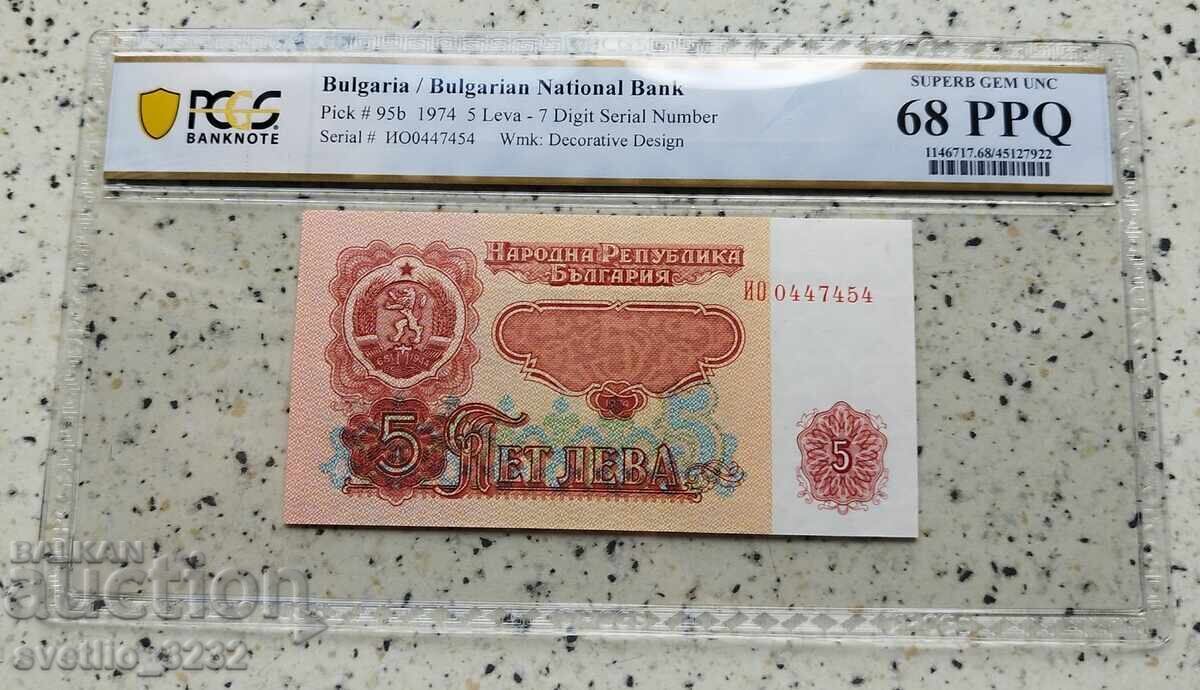 PCGS
BANKNOTE
Bulgaria / Bulgarian National Bank
Pick # 95b 1974 5 Leva - 7 Digit Serial Number
Serial # ИО0447454 Wmk: Decorative Design
SUPERB GEM UNC
68 PPQ
1146717.68/45127922
НАРОДНА РЕПУБЛИКА
БЪЛГАРИЯ
ИО 0447454
1974
5 ПЕТ ЛЕВА 5
5
BALKAN
auction
svetlio_3232